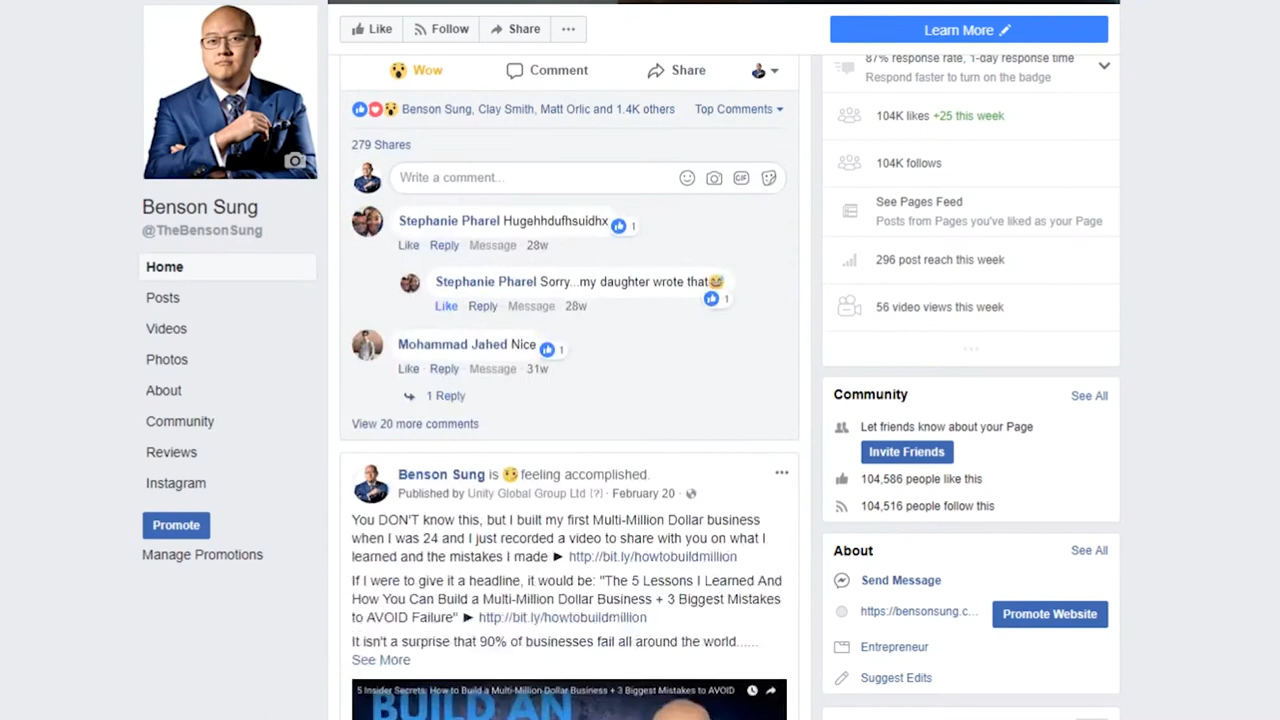 Like
Follow
Share
Learn More
Wow
Comment
Share
Benson Sung, Clay Smith, Matt Orlic and 1.4K others
Top Comments
279 Shares
Write a comment...
GIF
Stephanie Pharel Hugehhdufhsuidhx
1
Like Reply Message · 28w
Stephanie Pharel Sorry...my daughter wrote that
1
Like Reply Message 28w
Mohammad Jahed Nice
1
Like · Reply · Message · 31w
1 Reply
View 20 more comments
Benson Sung
@TheBensonSung
Home
Posts
Videos
Photos
About
Community
Reviews
Instagram
Promote
Manage Promotions
Benson Sung is feeling accomplished.
Published by Unity Global Group Ltd [?] · February 20 ·
You DON'T know this, but I built my first Multi-Million Dollar business
when I was 24 and I just recorded a video to share with you on what I
learned and the mistakes I made ► http://bit.ly/howtobuildmillion
If I were to give it a headline, it would be: "The 5 Lessons I Learned And
How You Can Build a Multi-Million Dollar Business + 3 Biggest Mistakes
to AVOID Failure" ► http://bit.ly/howtobuildmillion
It isn't a surprise that 90% of businesses fail all around the world......
See More
5 Insider Secrets: How to Build a Multi-Million Dollar Business + 3 Biggest Mistakes to AVOID
BUILD AN
87% response rate, 1-day response time
Respond faster to turn on the badge
104K likes +25 this week
104K follows
See Pages Feed
Posts from Pages you've liked as your Page
296 post reach this week
56 video views this week
Community
See All
Let friends know about your Page
Invite Friends
104,586 people like this
104,516 people follow this
About
See All
Send Message
https://bensonsung.c...
Promote Website
Entrepreneur
Suggest Edits